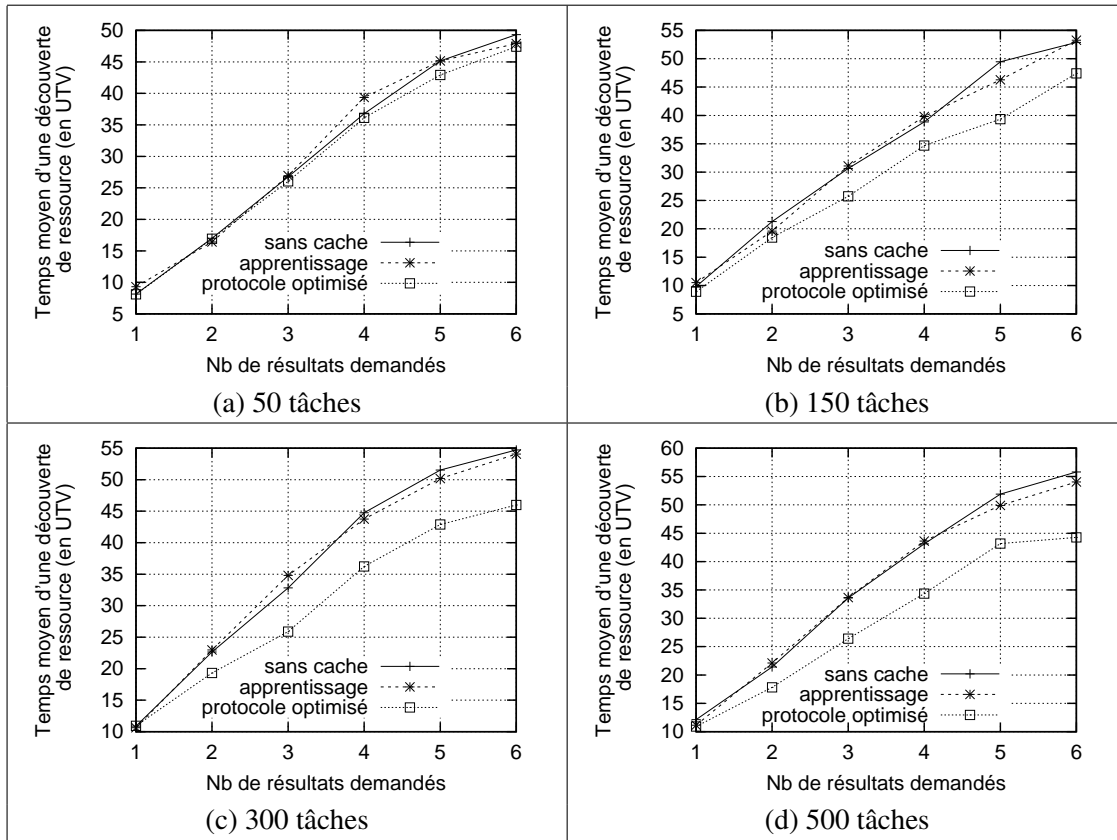 Temps moyen d'une découverte
de ressource (en UTV)
50
45
40
35
30
25
20
15
10
5
sans cache
apprentissage
protocole optimisé
1 2 3 4 5 6
Nb de résultats demandés
(a) 50 tâches
Temps moyen d'une découverte
de ressource (en UTV)
55
50
45
40
35
30
25
20
15
10
5
sans cache
apprentissage
protocole optimisé
1 2 3 4 5 6
Nb de résultats demandés
(b) 150 tâches
Temps moyen d'une découverte
de ressource (en UTV)
55
50
45
40
35
30
25
20
15
10
sans cache
apprentissage
protocole optimisé
1 2 3 4 5 6
Nb de résultats demandés
(c) 300 tâches
Temps moyen d'une découverte
de ressource (en UTV)
60
55
50
45
40
35
30
25
20
15
10
sans cache
apprentissage
protocole optimisé
1 2 3 4 5 6
Nb de résultats demandés
(d) 500 tâches